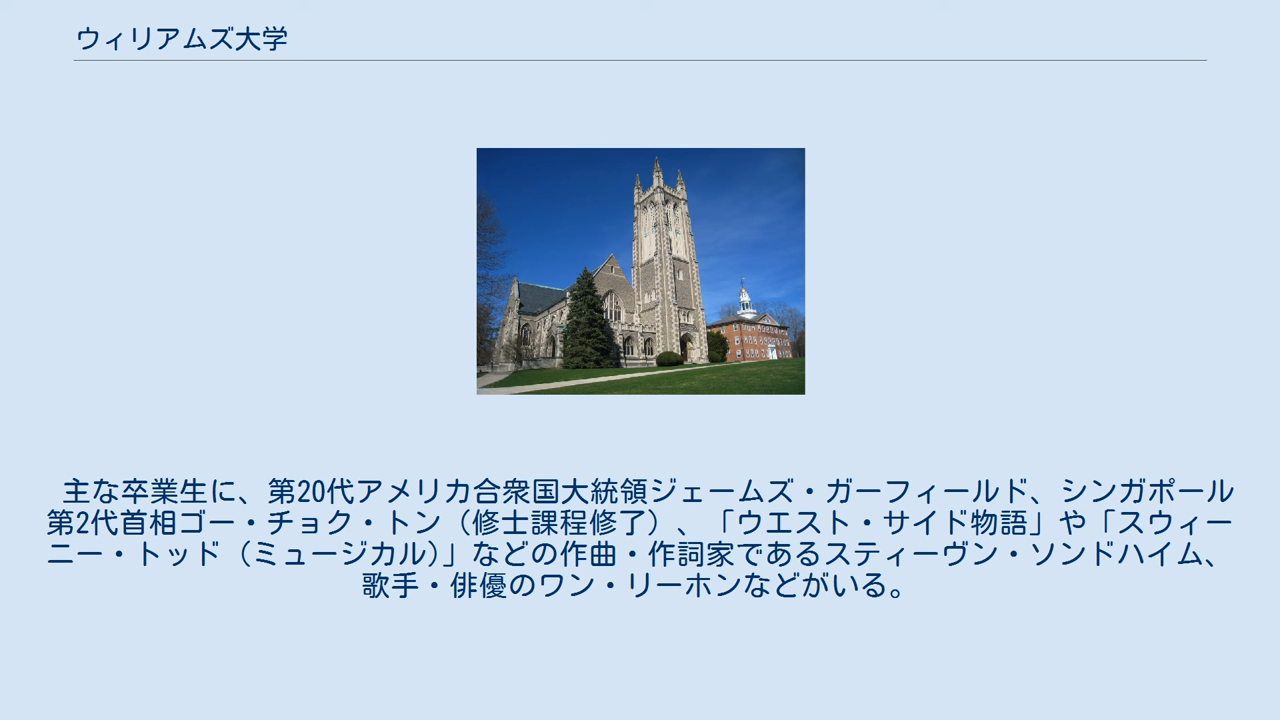 ウィリアムズ大学
主な卒業生に、第20代アメリカ合衆国大統領ジェームズ・ガーフィールド、シンガポール
第2代首相ゴー・チョク・トン（修士課程修了）、「ウエスト・サイド物語」や「スウィー
ニー・トッド（ミュージカル)」などの作曲・作詞家であるスティーヴン・ソンドハイム、
歌手・俳優のワン・リーホンなどがいる。